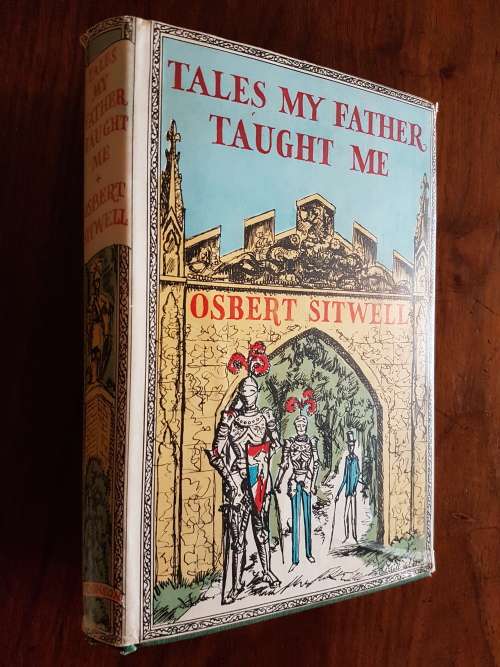 TALES MY FATHER
TAUGHT ME
OSBERT SITWELL
TALES
MY
FATHER
TAUGHT
ME
OSBERT
SITWELL